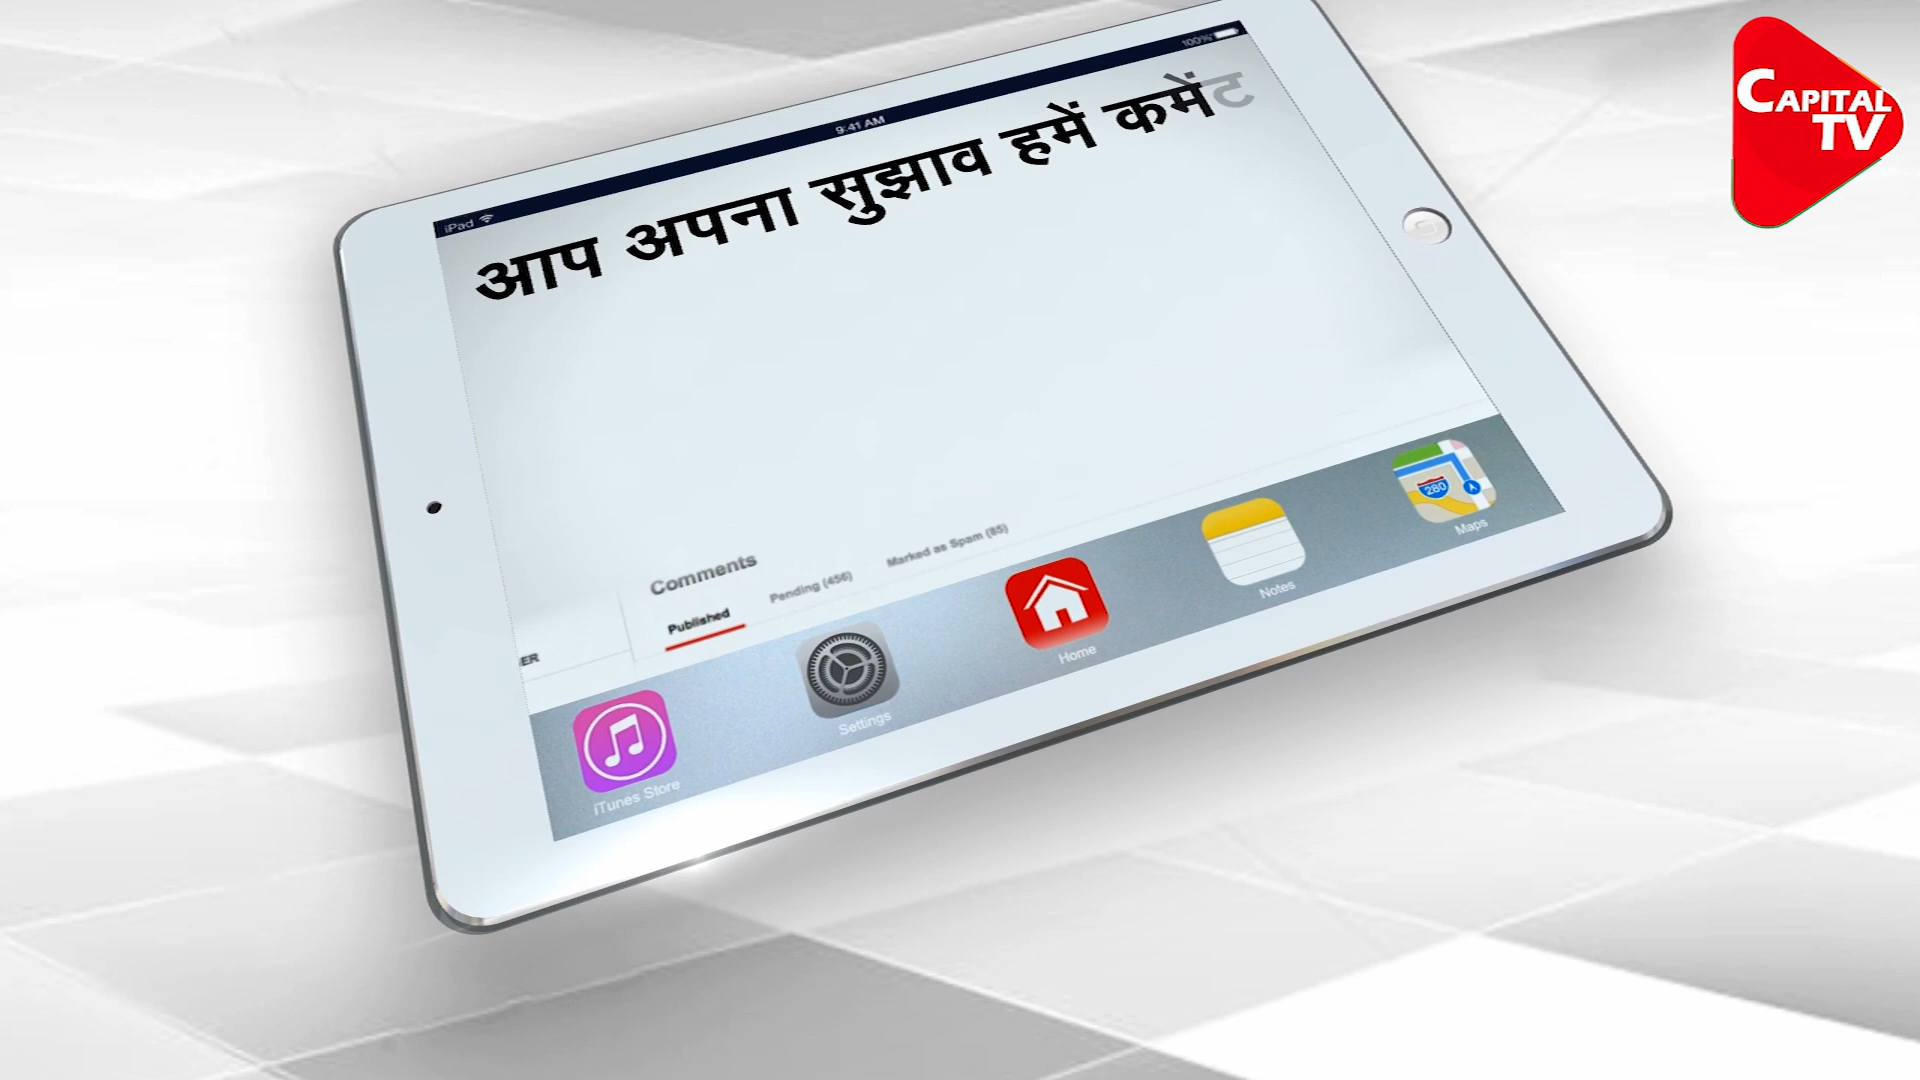 CAPITAL
TV
iPad
9:41 AM
100%
आप अपना सुझाव हमें कमेंट
Comments
Published
Pending (456)
Marked as Spam (85)
ER
iTunes Store
Settings
Home
Notes
280
Maps